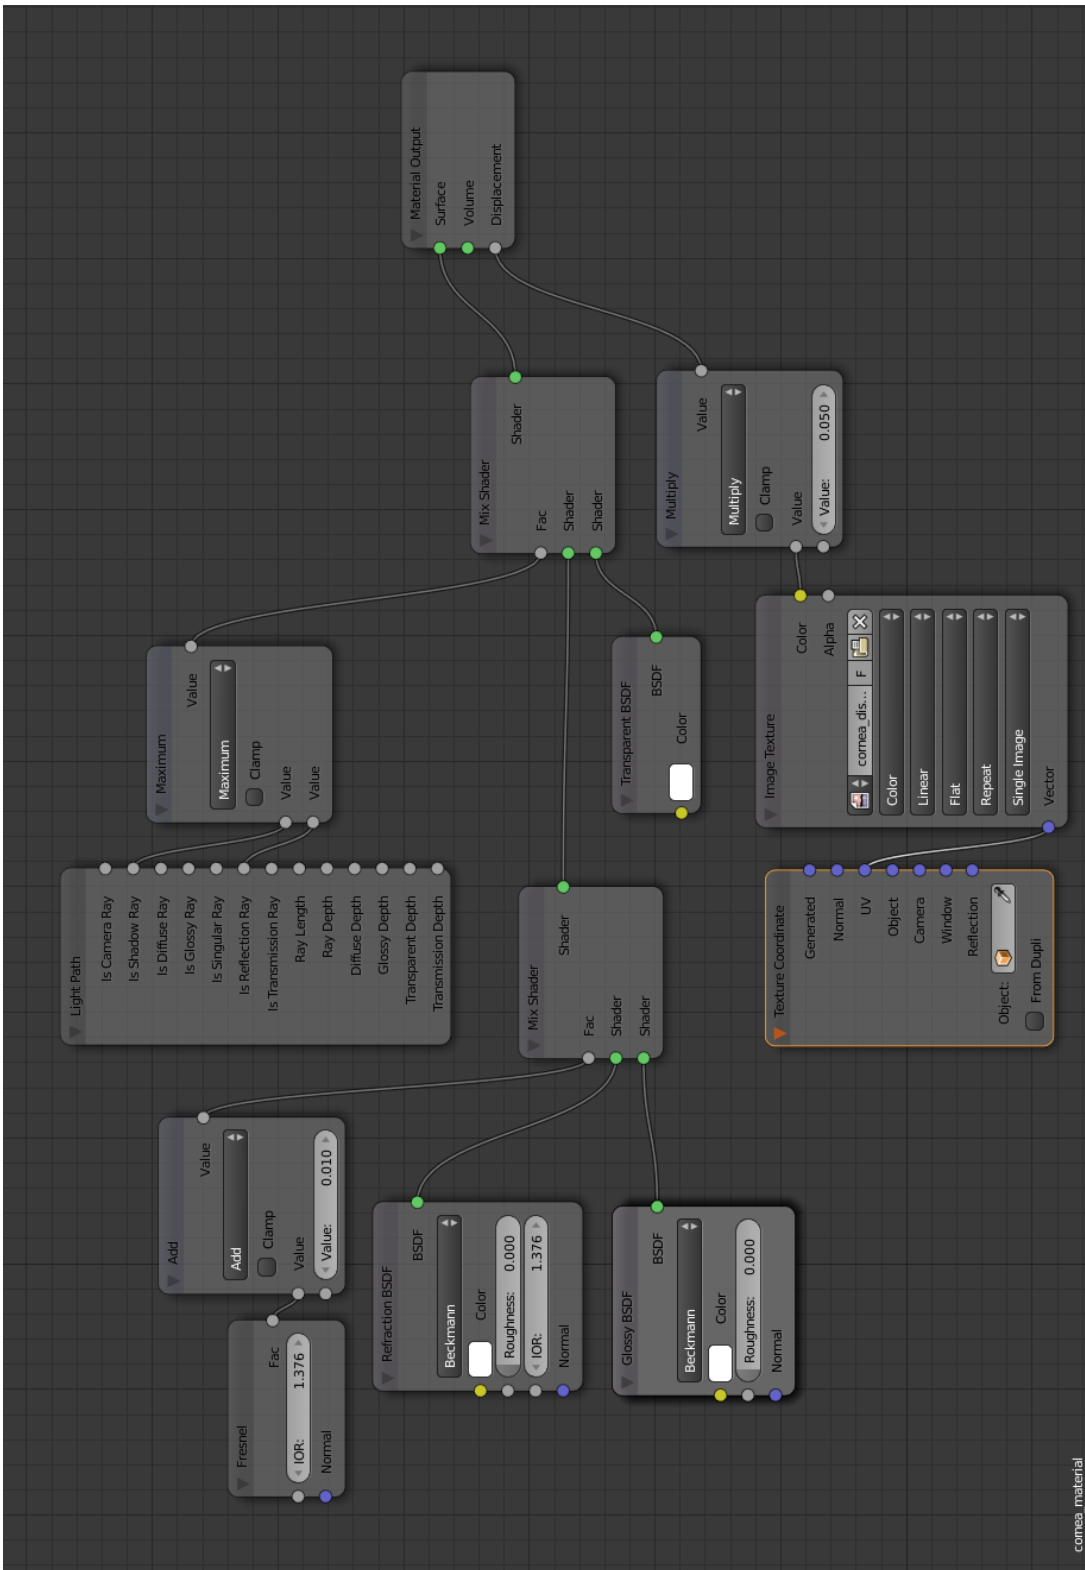 Fresnel
Fac
IOR: 1.376
Normal
Add
Value
Add
Clamp
Value
Value: 0.010
Refraction BSDF
BSDF
Beckmann
Color
Roughness: 0.000
IOR: 1.376
Normal
Glossy BSDF
BSDF
Beckmann
Color
Roughness: 0.000
Normal
Light Path
Is Camera Ray
Is Shadow Ray
Is Diffuse Ray
Is Glossy Ray
Is Singular Ray
Is Reflection Ray
Is Transmission Ray
Ray Length
Ray Depth
Diffuse Depth
Glossy Depth
Transparent Depth
Transmission Depth
Mix Shader
Shader
Fac
Shader
Shader
Texture Coordinate
Generated
Normal
UV
Object
Camera
Window
Reflection
Object:
From Dupli
Maximum
Value
Maximum
Clamp
Value
Value
Transparent BSDF
BSDF
Color
Image Texture
Color
Alpha
cornea_dis... F
Color
Linear
Flat
Repeat
Single Image
Vector
Mix Shader
Shader
Fac
Shader
Shader
Multiply
Value
Multiply
Clamp
Value
Value: 0.050
Material Output
Surface
Volume
Displacement
cornea_material